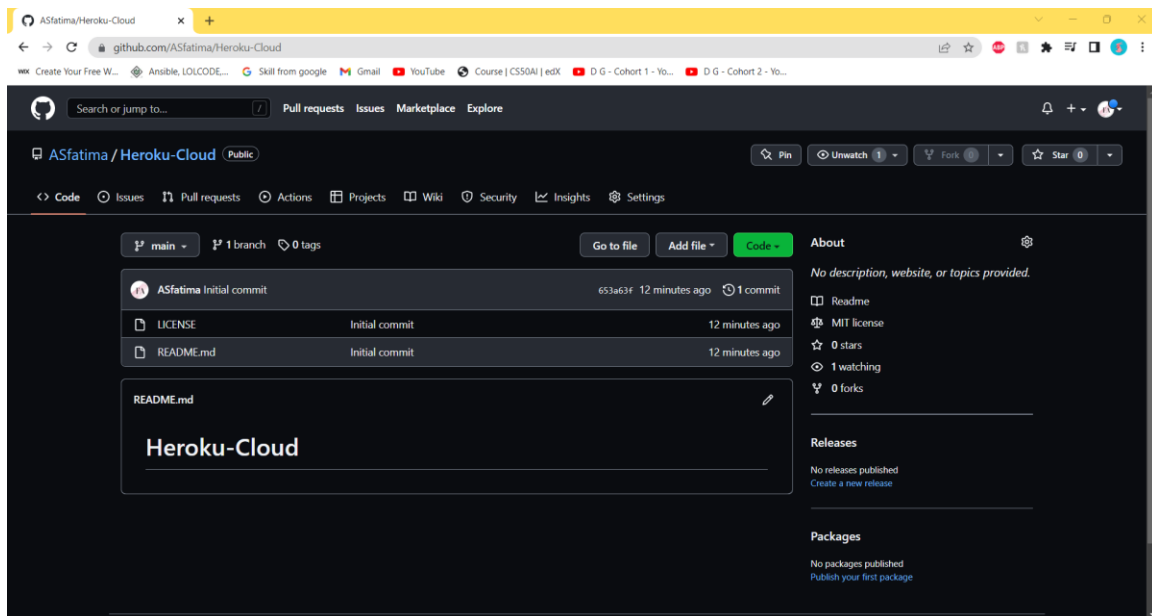 ASfatima/Heroku-Cloud
github.com/ASfatima/Heroku-Cloud
ABP
WIX Create Your Free W... Ansible, LOLCODE,... Skill from google Gmail YouTube Course | CS50AI | edX D G - Cohort 1 - Yo... D G - Cohort 2 - Yo...
Search or jump to... / Pull requests Issues Marketplace Explore
ASfatima / Heroku-Cloud Public Pin Unwatch 1 Fork 0 Star 0
<> Code Issues Pull requests Actions Projects Wiki Security Insights Settings
main 1 branch 0 tags Go to file Add file Code
ASfatima Initial commit 653a63f 12 minutes ago 1 commit
LICENSE Initial commit 12 minutes ago
README.md Initial commit 12 minutes ago
README.md
Heroku-Cloud
About
No description, website, or topics provided.
Readme
MIT license
0 stars
1 watching
0 forks
Releases
No releases published
Create a new release
Packages
No packages published
Publish your first package